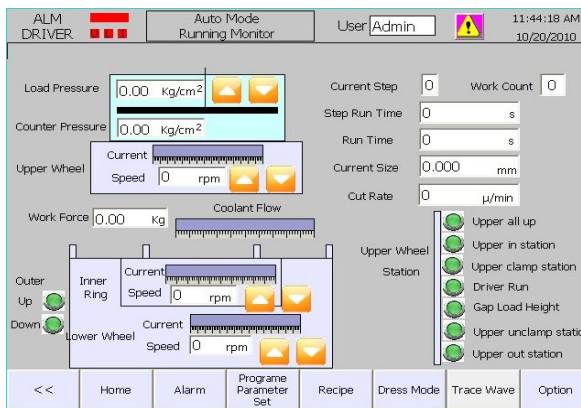 ALM
DRIVER
Auto Mode
Running Monitor
User Admin
11:44:18 AM
10/20/2010
Load Pressure 0.00 Kg/cm2
Counter Pressure 0.00 Kg/cm2
Upper Wheel
Current
Speed 0 rpm
Work Force 0.00 Kg
Coolant Flow
Current Step 0 Work Count 0
Step Run Time 0 s
Run Time 0 s
Current Size 0.000 mm
Cut Rate 0 μ/min
Upper Wheel
Station
Upper all up
Upper in station
Upper clamp station
Driver Run
Gap Load Height
Upper unclamp statio
Upper out station
Outer
Up
Down
Inner
Ring
Current
Speed 0 rpm
Lower Wheel
Current
Speed 0 rpm
<<
Home
Alarm
Programe
Parameter
Set
Recipe
Dress Mode
Trace Wave
Option